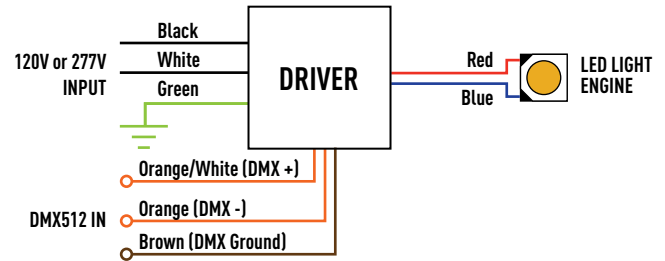 Black
120V or 277V
INPUT
White
Green
DRIVER
Red
Blue
LED LIGHT
ENGINE
Orange/White (DMX +)
DMX512 IN
Orange (DMX -)
Brown (DMX Ground)